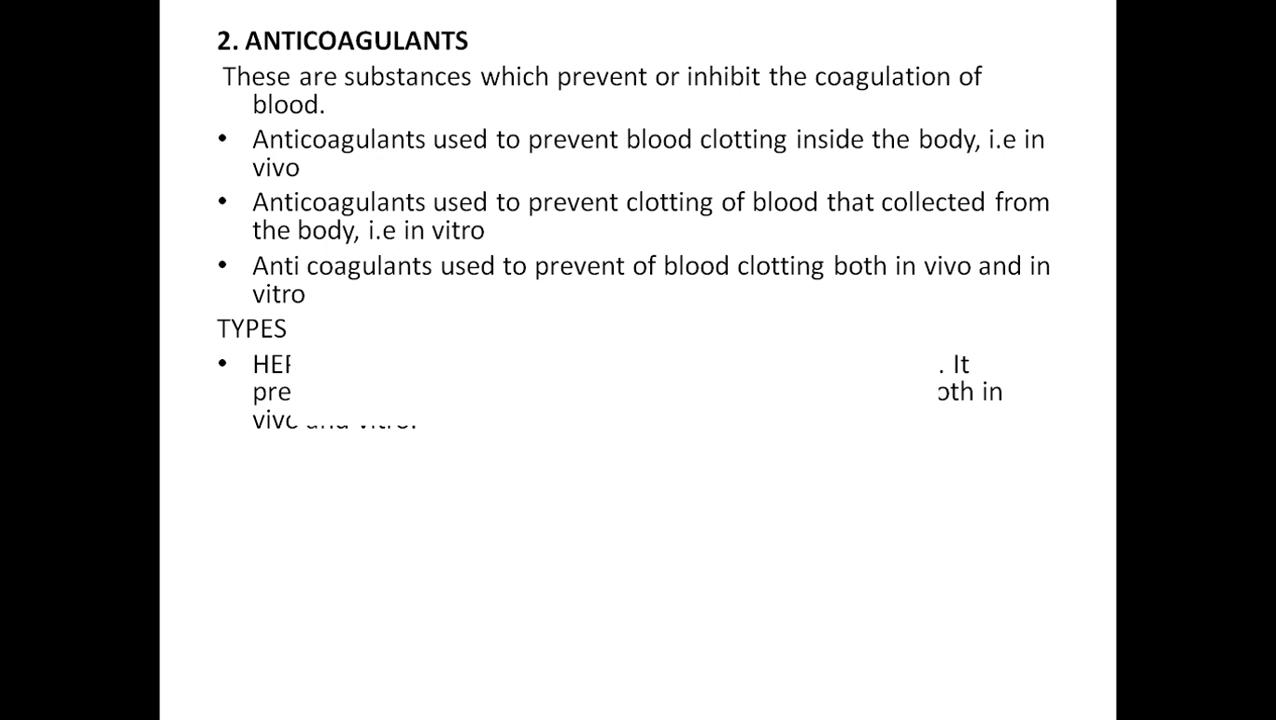 2. ANTICOAGULANTS
These are substances which prevent or inhibit the coagulation of
blood.
• Anticoagulants used to prevent blood clotting inside the body, i.e in
vivo
• Anticoagulants used to prevent clotting of blood that collected from
the body, i.e in vitro
• Anti coagulants used to prevent of blood clotting both in vivo and in
vitro
TYPES
• . It
in